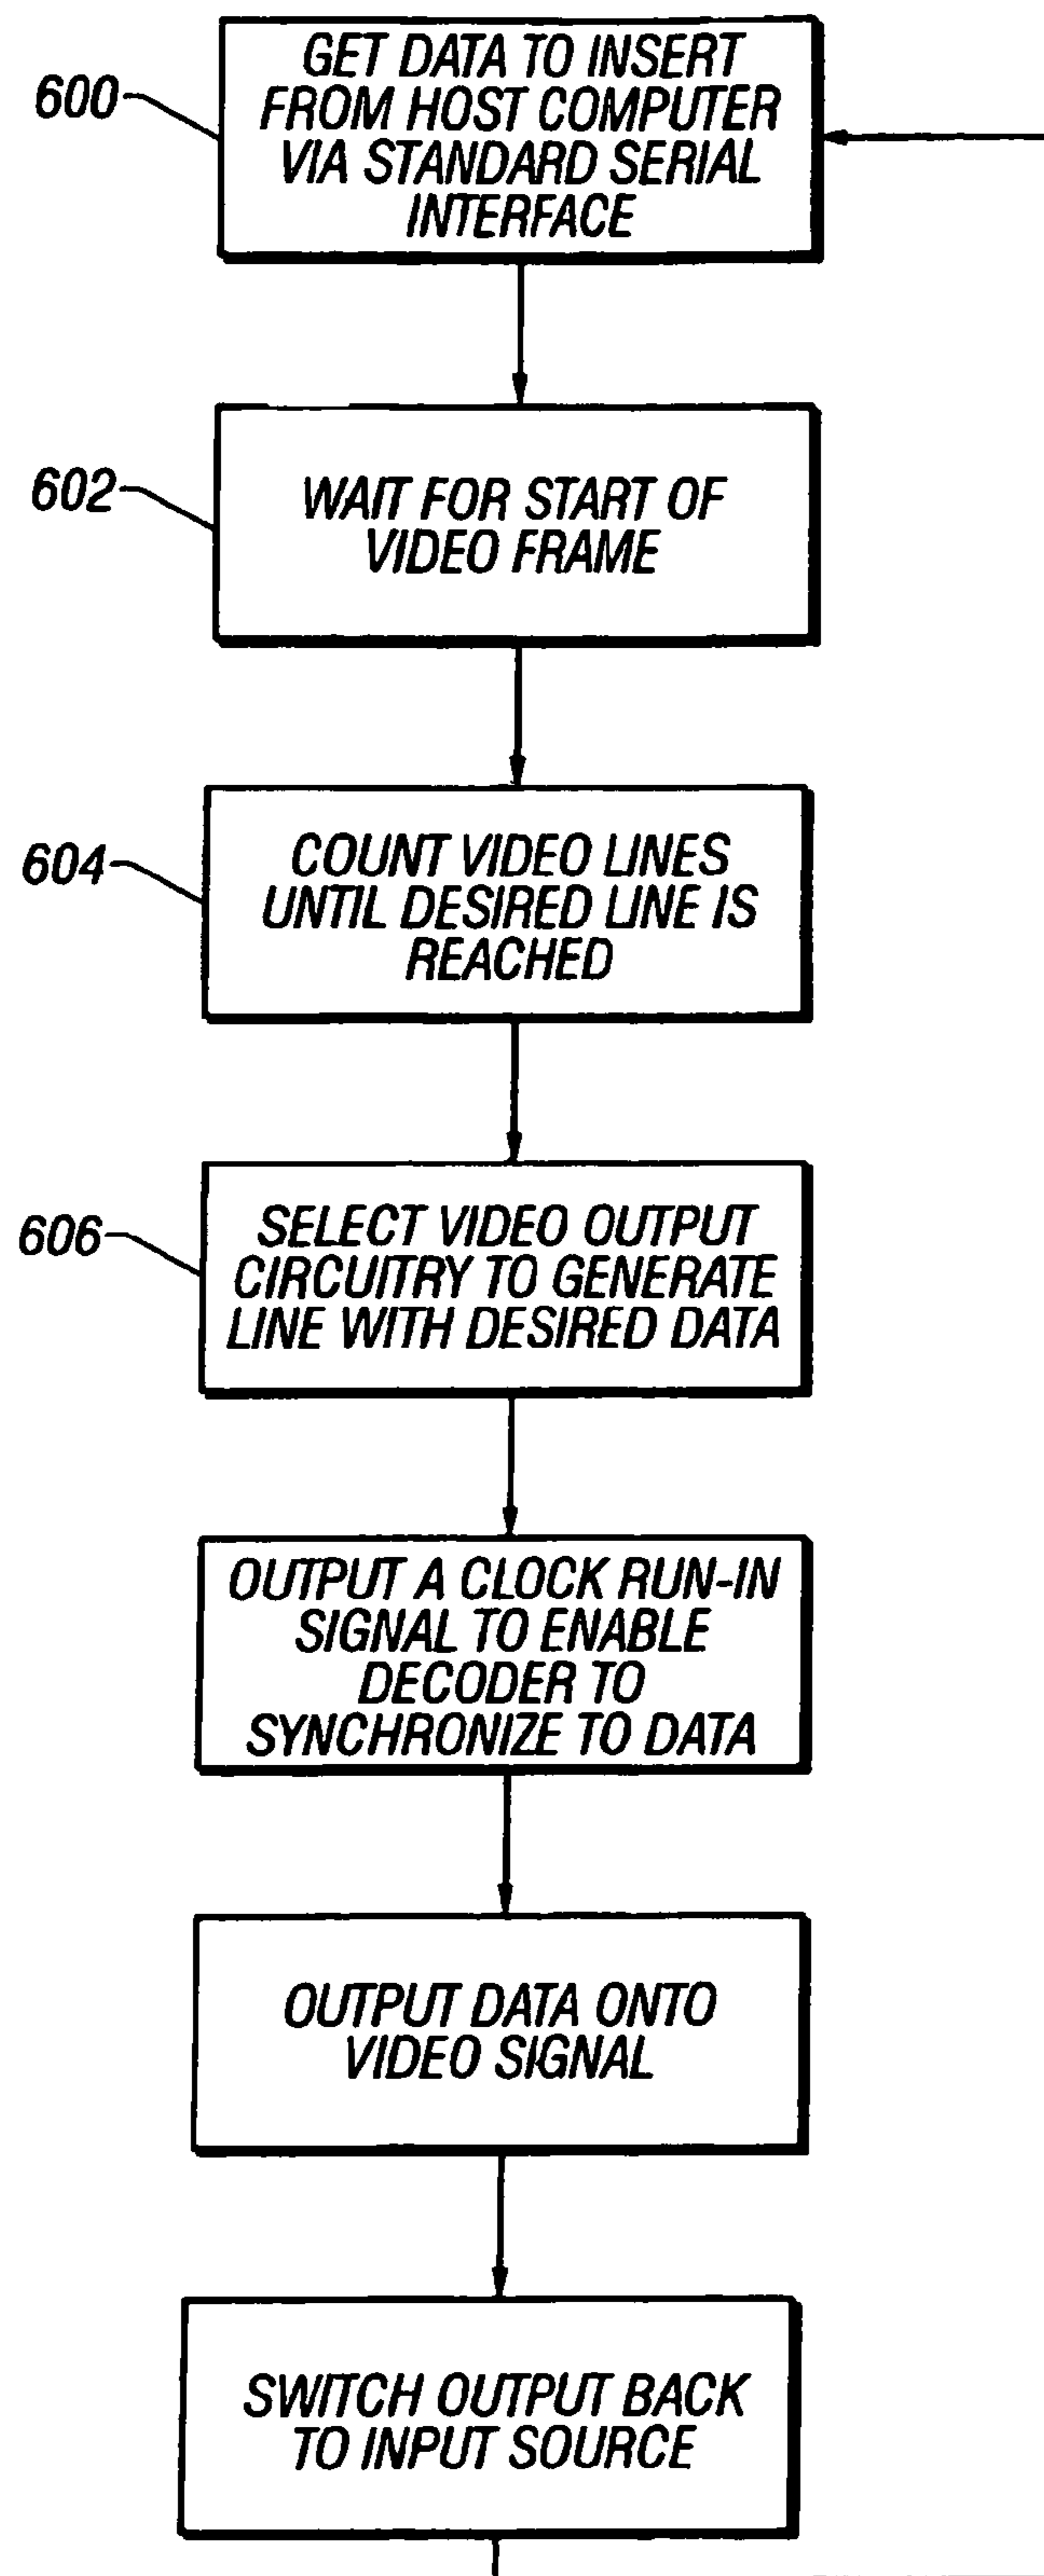 600
GET DATA TO INSERT
FROM HOST COMPUTER
VIA STANDARD SERIAL
INTERFACE
602
WAIT FOR START OF
VIDEO FRAME
604
COUNT VIDEO LINES
UNTIL DESIRED LINE IS
REACHED
606
SELECT VIDEO OUTPUT
CIRCUITRY TO GENERATE
LINE WITH DESIRED DATA
OUTPUT A CLOCK RUN-IN
SIGNAL TO ENABLE
DECODER TO
SYNCHRONIZE TO DATA
OUTPUT DATA ONTO
VIDEO SIGNAL
SWITCH OUTPUT BACK
TO INPUT SOURCE